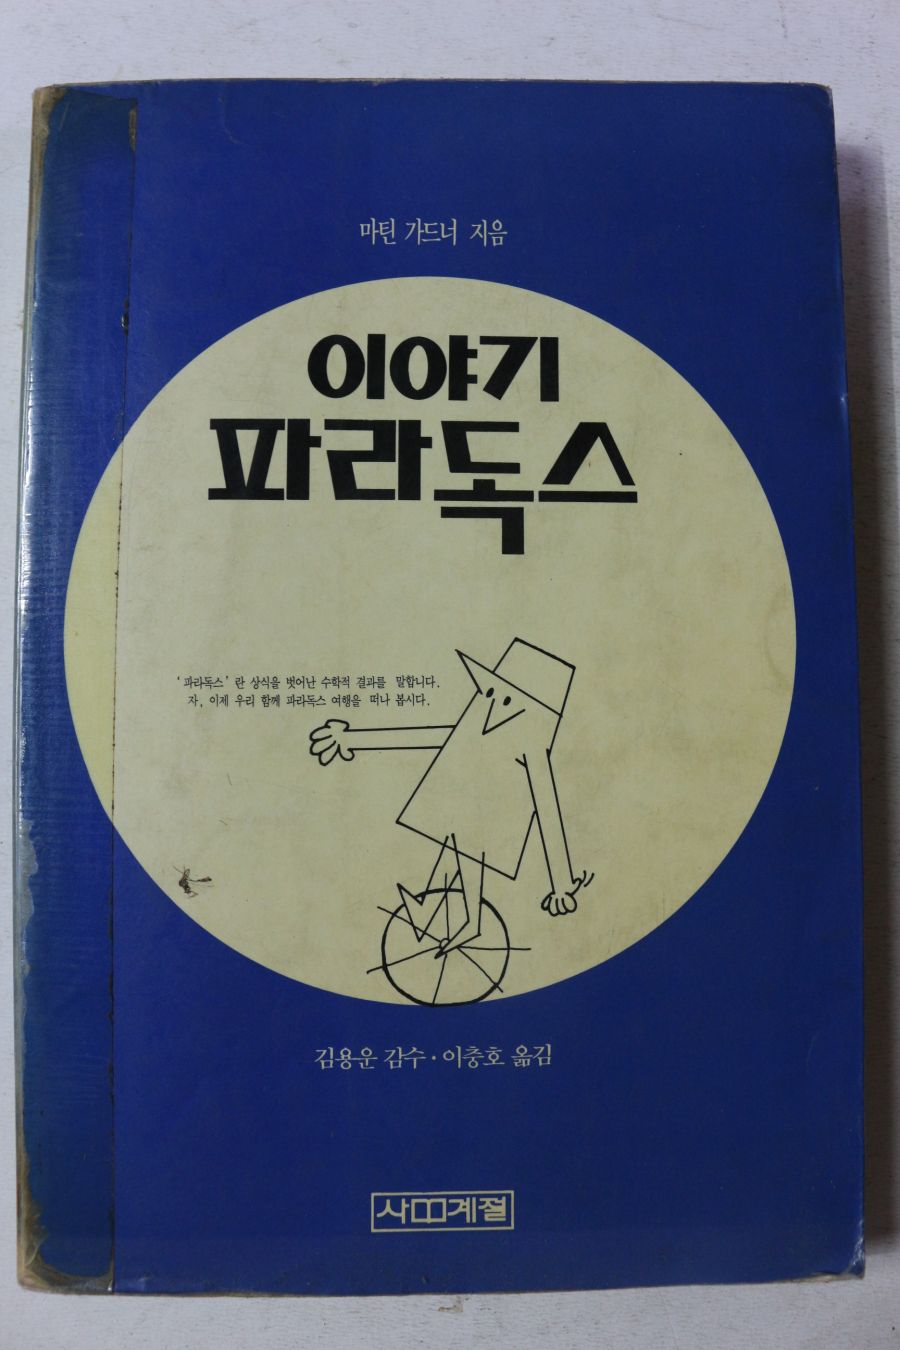 마틴 가드너 지음
이야기
파라독스
'파라독스' 란 상식을 벗어난 수학적 결과를 말합니다.
자, 이제 우리 함께 파라독스 여행을 떠나 봅시다.
김용운 감수·이충호 옮김
사계절